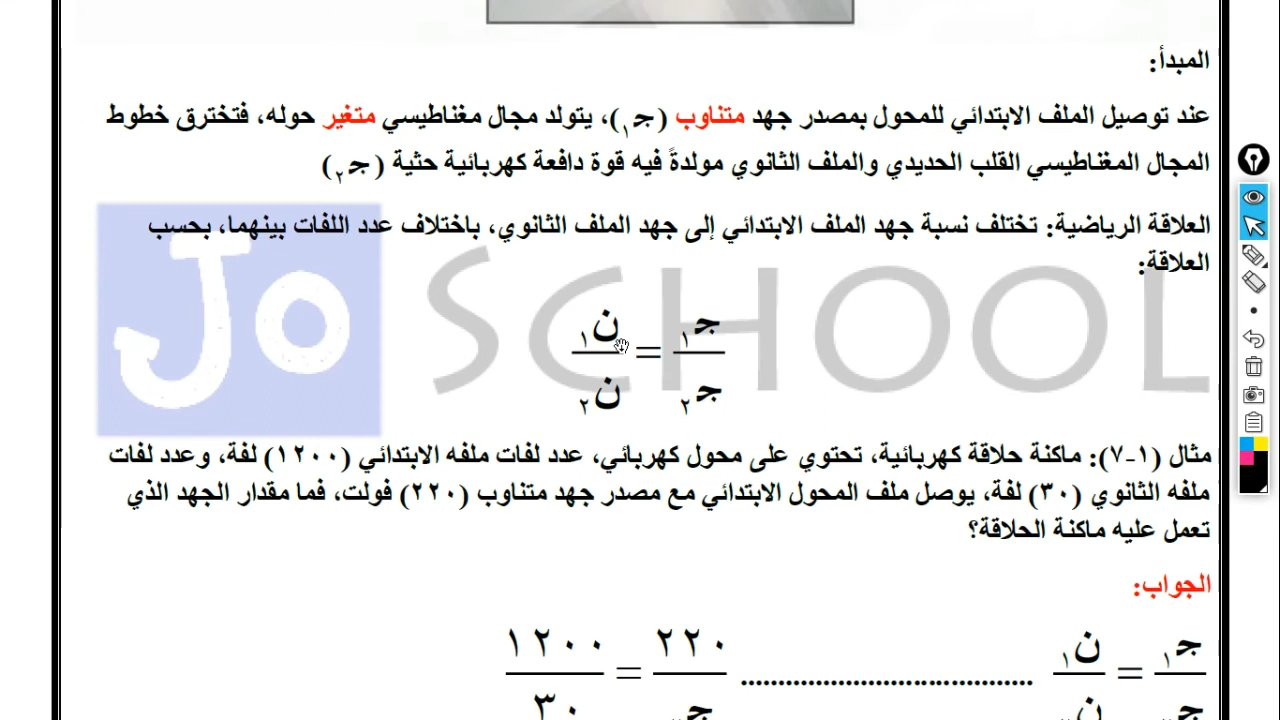 المبدأ:
عند توصيل الملف الابتدائي للمحول بمصدر جهد متناوب (جـ١)، يتولد مجال مغناطيسي متغير حوله، فتخترق خطوط
المجال المغناطيسي القلب الحديدي والملف الثانوي مولدةً فيه قوة دافعة كهربائية حثية (جـ٢)
العلاقة الرياضية: تختلف نسبة جهد الملف الابتدائي إلى جهد الملف الثانوي، باختلاف عدد اللفات بينهما، بحسب
العلاقة:
Jo SCHOOL
جـ١ / جـ٢ = ن١ / ن٢
مثال (١-٧): ماكنة حلاقة كهربائية، تحتوي على محول كهربائي، عدد لفات ملفه الابتدائي (١٢٠٠) لفة، وعدد لفات
ملفه الثانوي (٣٠) لفة، يوصل ملف المحول الابتدائي مع مصدر جهد متناوب (٢٢٠) فولت، فما مقدار الجهد الذي
تعمل عليه ماكنة الحلاقة؟
الجواب:
جـ١ / جـ = ن١ / ن ...................................... ٢٢٠ / جـ = ١٢٠٠ / ٣٠